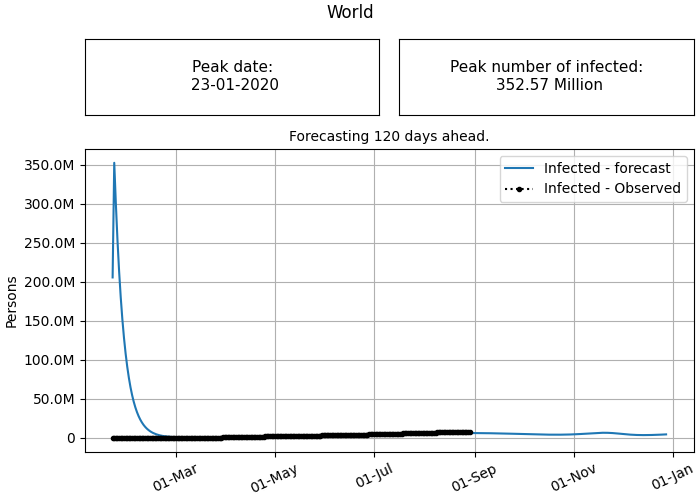 World
Peak date:
23-01-2020
Peak number of infected:
352.57 Million
Forecasting 120 days ahead.
Infected - forecast
Infected - Observed
Persons
350.0M
300.0M
250.0M
200.0M
150.0M
100.0M
50.0M
0
01-Mar
01-May
01-Jul
01-Sep
01-Nov
01-Jan